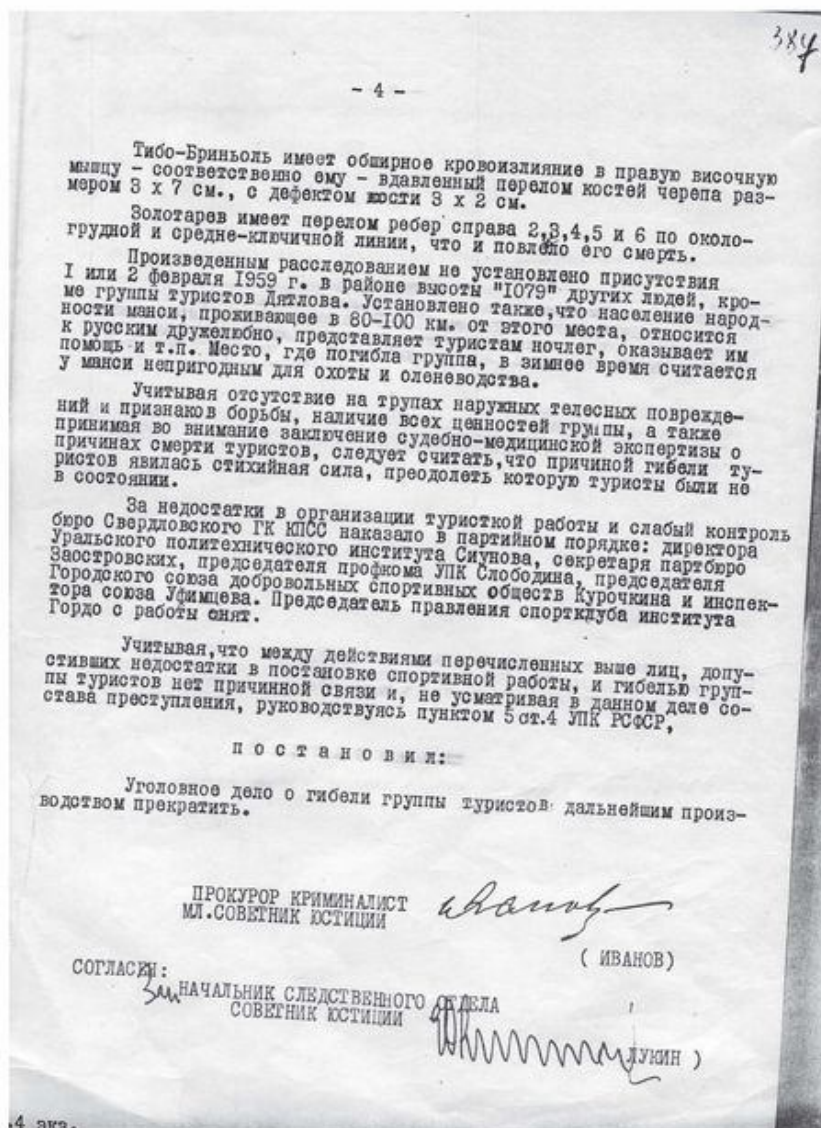 387
- 4 -
Тибо-Бриньоль имеет обширное кровоизлияние в правую височную
мышцу - соответственно ему - вдавленный перелом костей черепа раз-
мером 3 х 7 см., с дефектом кости 3 х 2 см.
Золотарев имеет перелом ребер справа 2,3,4,5 и 6 по около-
грудной и средне-ключичной линии, что и повлекло его смерть.
Произведенным расследованием не установлено присутствия
I или 2 февраля I959 г. в районе высоты "I079" других людей, кро-
ме группы туристов Дятлова. Установлено также,что население народ-
ности манси, проживающее в 80-I00 км. от этого места, относится
к русским дружелюбно, представляет туристам ночлег, оказывает им
помощь и т.п. Место, где погибла группа, в зимнее время считается
у манси непригодным для охоты и оленеводства.
Учитывая отсутствие на трупах наружных телесных поврежде-
ний и признаков борьбы, наличие всех ценностей группы, а также
принимая во внимание заключение судебно-медицинской экспертизы о
причинах смерти туристов, следует считать,что причиной гибели ту-
ристов явилась стихийная сила, преодолеть которую туристы были не
в состоянии.
За недостатки в организации туристкой работы и слабый контроль
бюро Свердловского ГК КПСС наказало в партийном порядке: директора
Уральского политехнического института Сиунова, секретаря партбюро
Заостровских, председателя профкома УПК Слободина, председателя
Городского союза добровольных спортивных обществ Курочкина и инспек-
тора союза Уфимцева. Председатель правления спортклуба института
Гордо с работы снят.
Учитывая,что между действиями перечисленных выше лиц, допу-
стивших недостатки в постановке спортивной работы, и гибелью груп-
пы туристов нет причинной связи и, не усматривая в данном деле со-
става преступления, руководствуясь пунктом 5 ст.4 УПК РСФСР,
П О С Т А Н О В И Л:
Уголовное дело о гибели группы туристов дальнейшим произ-
водством прекратить.
ПРОКУРОР КРИМИНАЛИСТ
МЛ.СОВЕТНИК ЮСТИЦИИ
Иванов
( ИВАНОВ)
СОГЛАСЕН:
Зам НАЧАЛЬНИК СЛЕДСТВЕННОГО ОТДЕЛА
СОВЕТНИК ЮСТИЦИИ
ЛУКИН )
.4 экз.